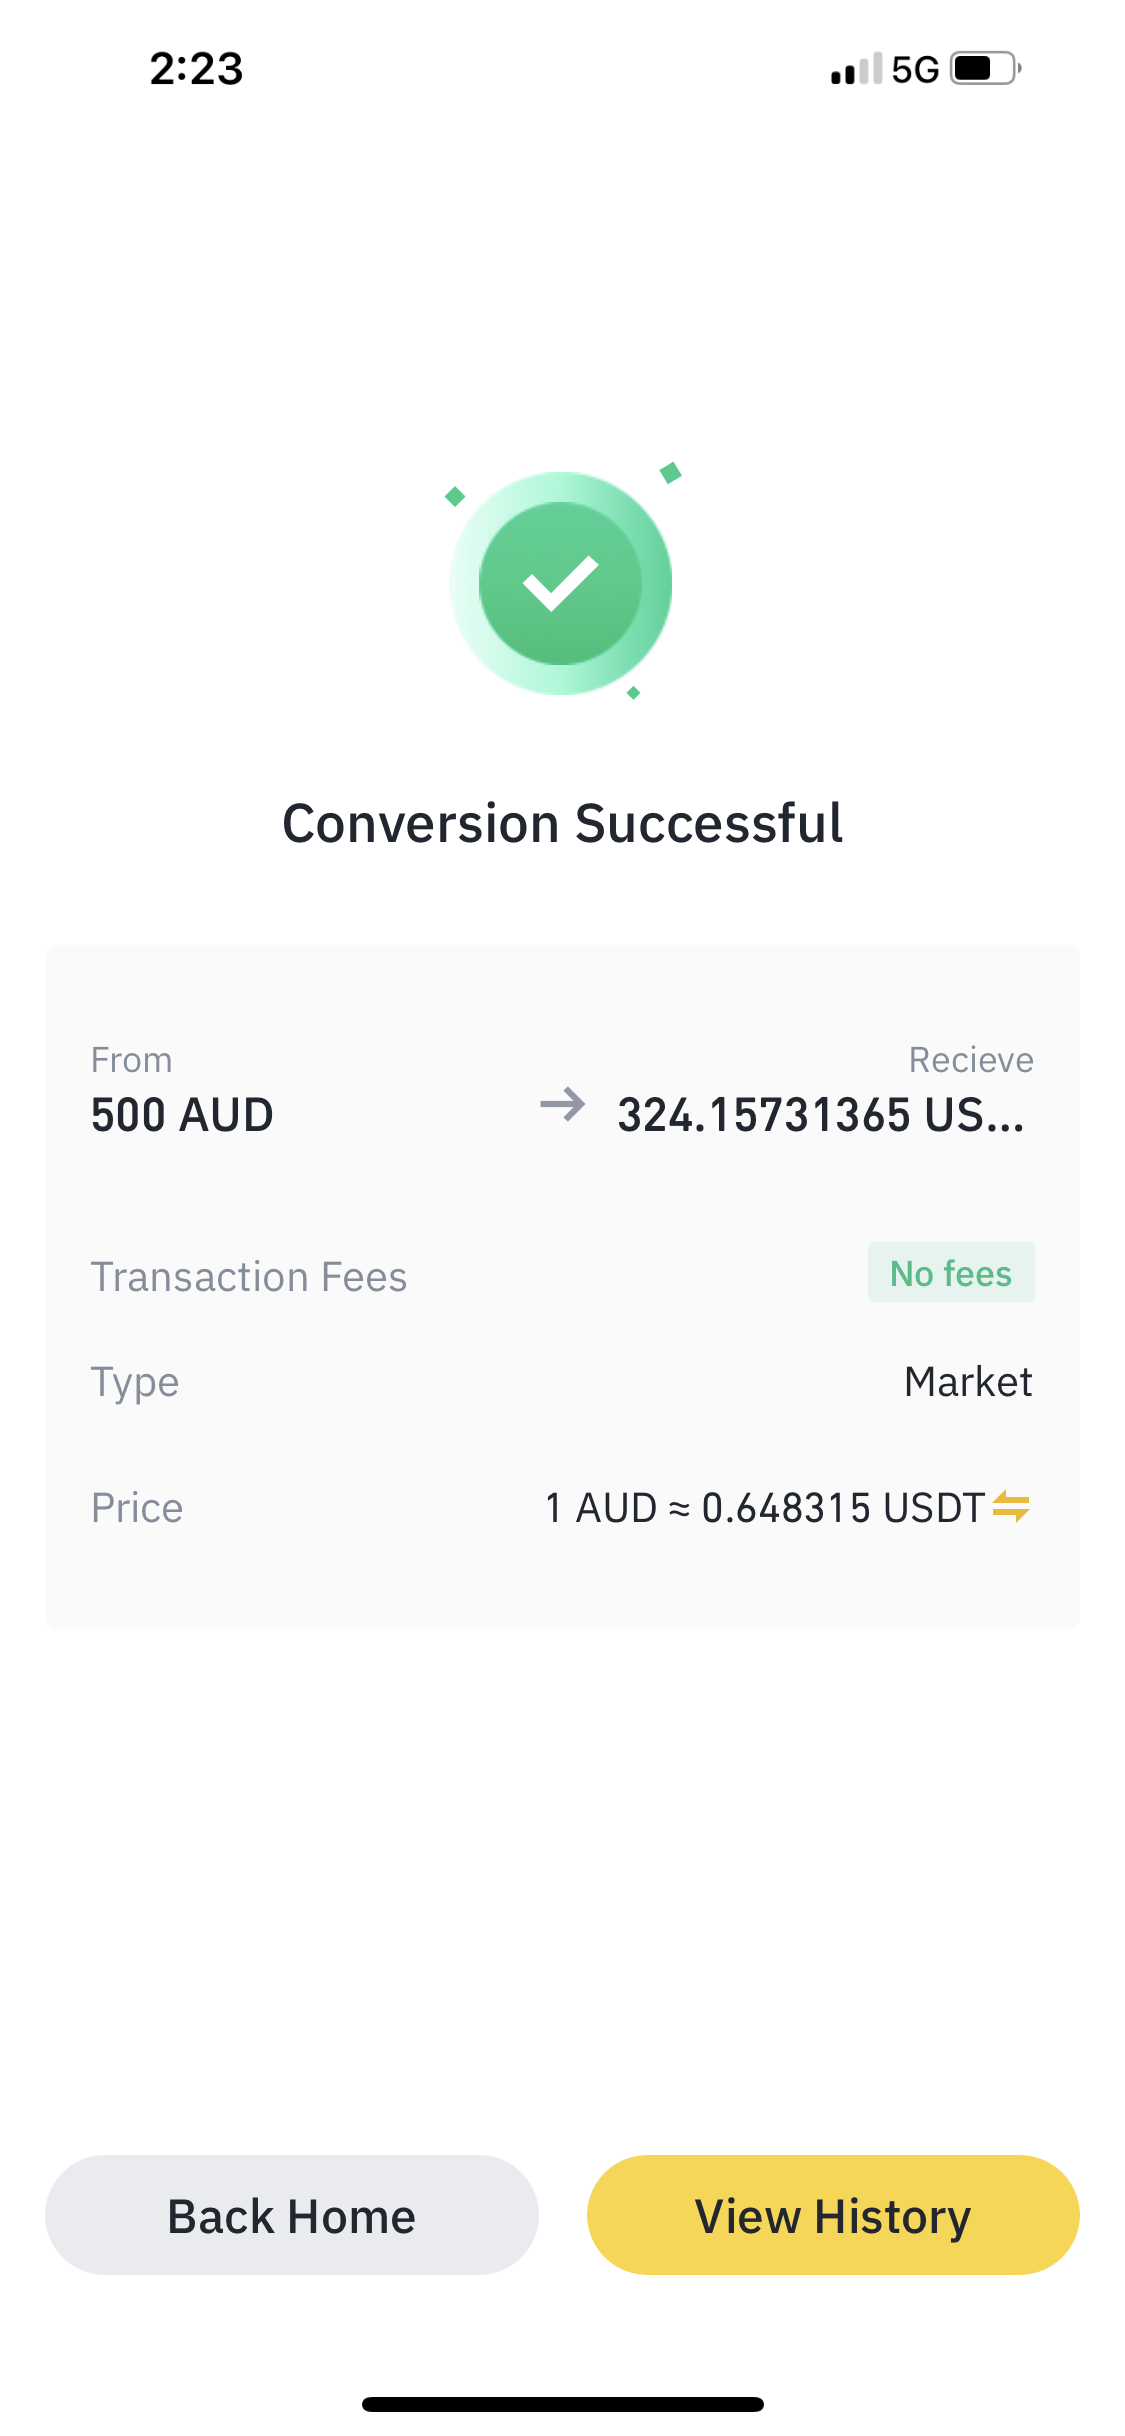 2:23 5G
Conversion Successful
From Recieve
500 AUD 324.15731365 US...
Transaction Fees No fees
Type Market
Price 1 AUD ≈ 0.648315 USDT
Back Home View History